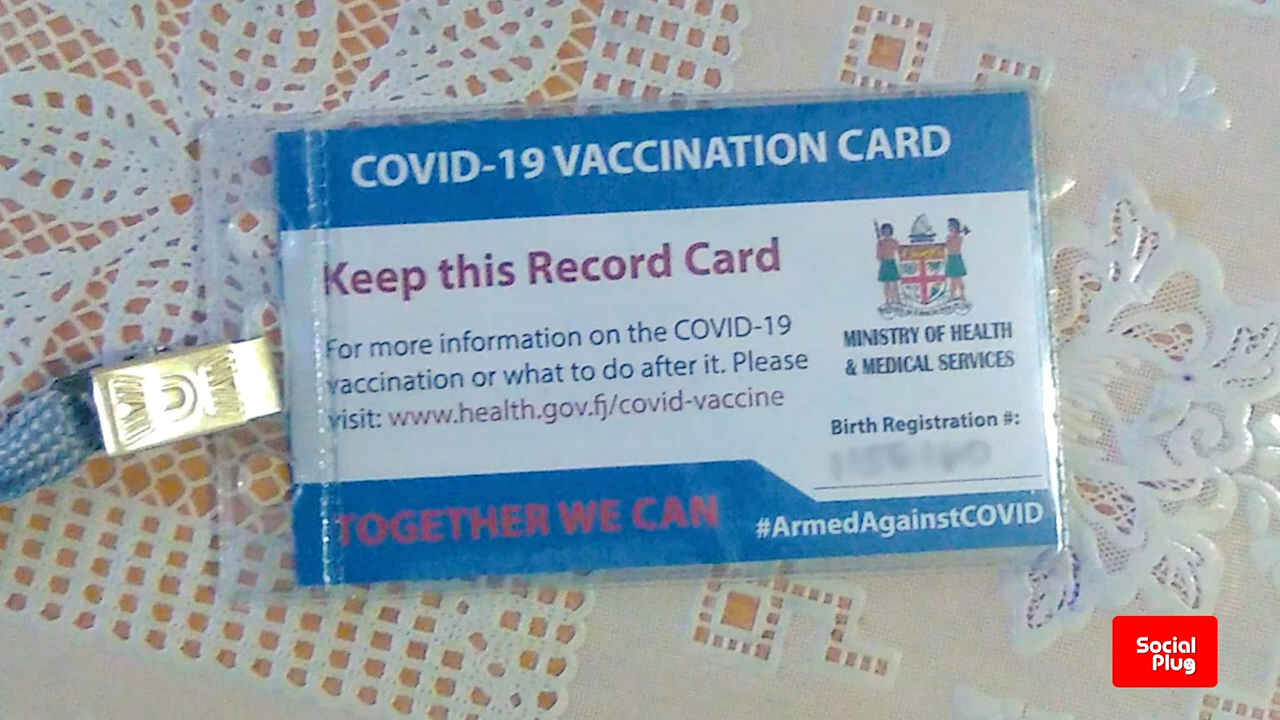 COVID-19 VACCINATION CARD
Keep this Record Card
For more information on the COVID-19
vaccination or what to do after it. Please
visit: www.health.gov.fj/covid-vaccine
MINISTRY OF HEALTH
& MEDICAL SERVICES
Birth Registration #:
TOGETHER WE CAN
#ArmedAgainstCOVID
Social
Plug